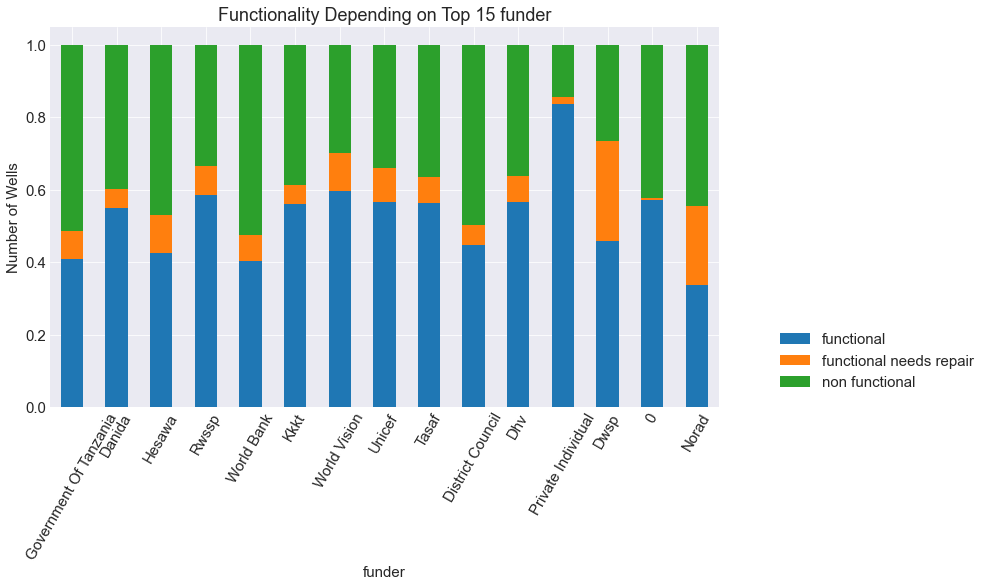 Functionality Depending on Top 15 funder
Number of Wells
1.0
0.8
0.6
0.4
0.2
0.0
Government Of Tanzania
Danida
Hesawa
Rwssp
World Bank
Kkkt
World Vision
Unicef
Tasaf
District Council
Dhv
Private Individual
Dwsp
0
Norad
funder
functional
functional needs repair
non functional